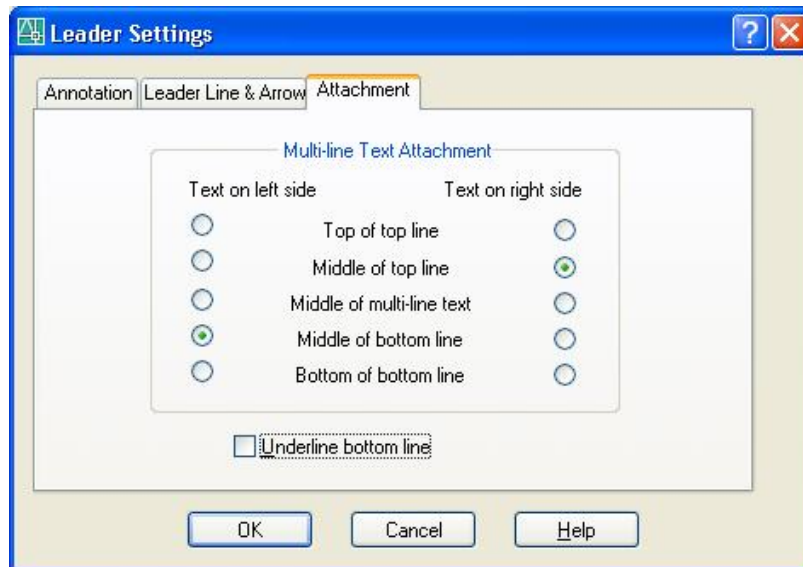 Leader Settings
Annotation Leader Line & Arrow Attachment
Multi-line Text Attachment
Text on left side Text on right side
Top of top line
Middle of top line
Middle of multi-line text
Middle of bottom line
Bottom of bottom line
Underline bottom line
OK Cancel Help